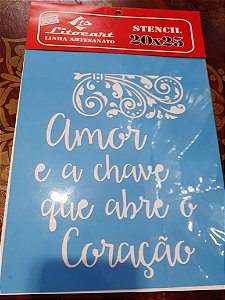 Litocart
LINHA ARTESANATO
STENCIL
20x25
Amor
e a chave
que abre o
Coração